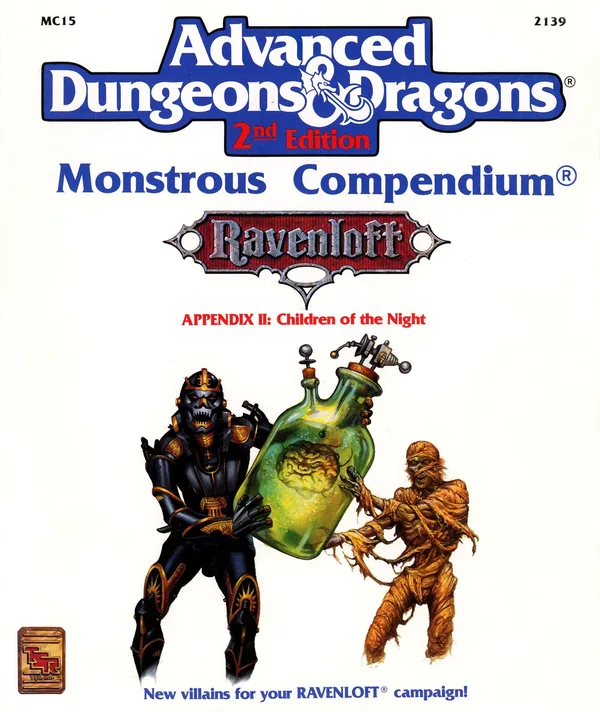 MC15 2139
Advanced
Dungeons & Dragons®
2nd Edition
Monstrous Compendium®
Ravenloft
APPENDIX II: Children of the Night
TSR
New villains for your RAVENLOFT® campaign!